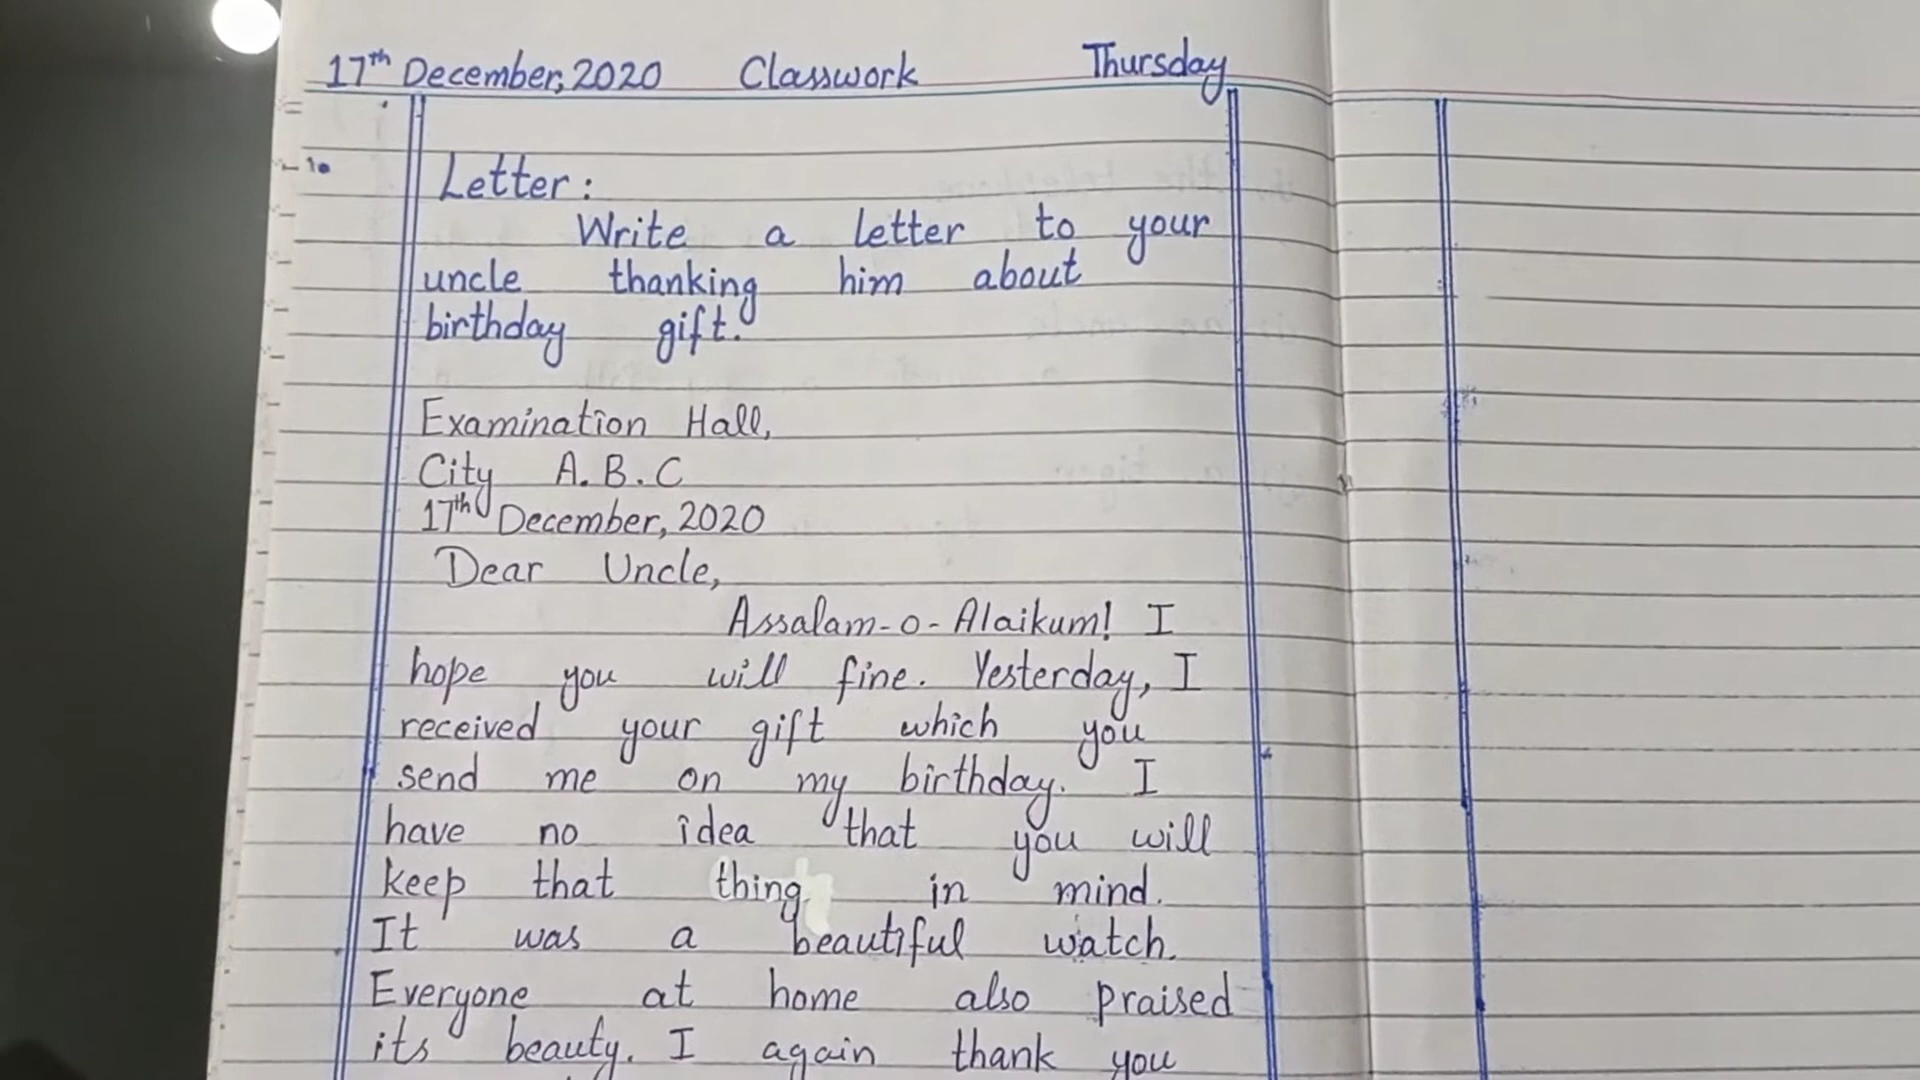 17th December, 2020 Classwork Thursday
Letter:
Write a letter to your
uncle thanking him about
birthday gift.
Examination Hall,
City A.B.C
17th December, 2020
Dear Uncle,
Assalam-o-Alaikum! I
hope you will fine. Yesterday, I
received your gift which you
send me on my birthday. I
have no idea that you will
keep that thing in mind.
It was a beautiful watch.
Everyone at home also praised
its beauty. I again thank you